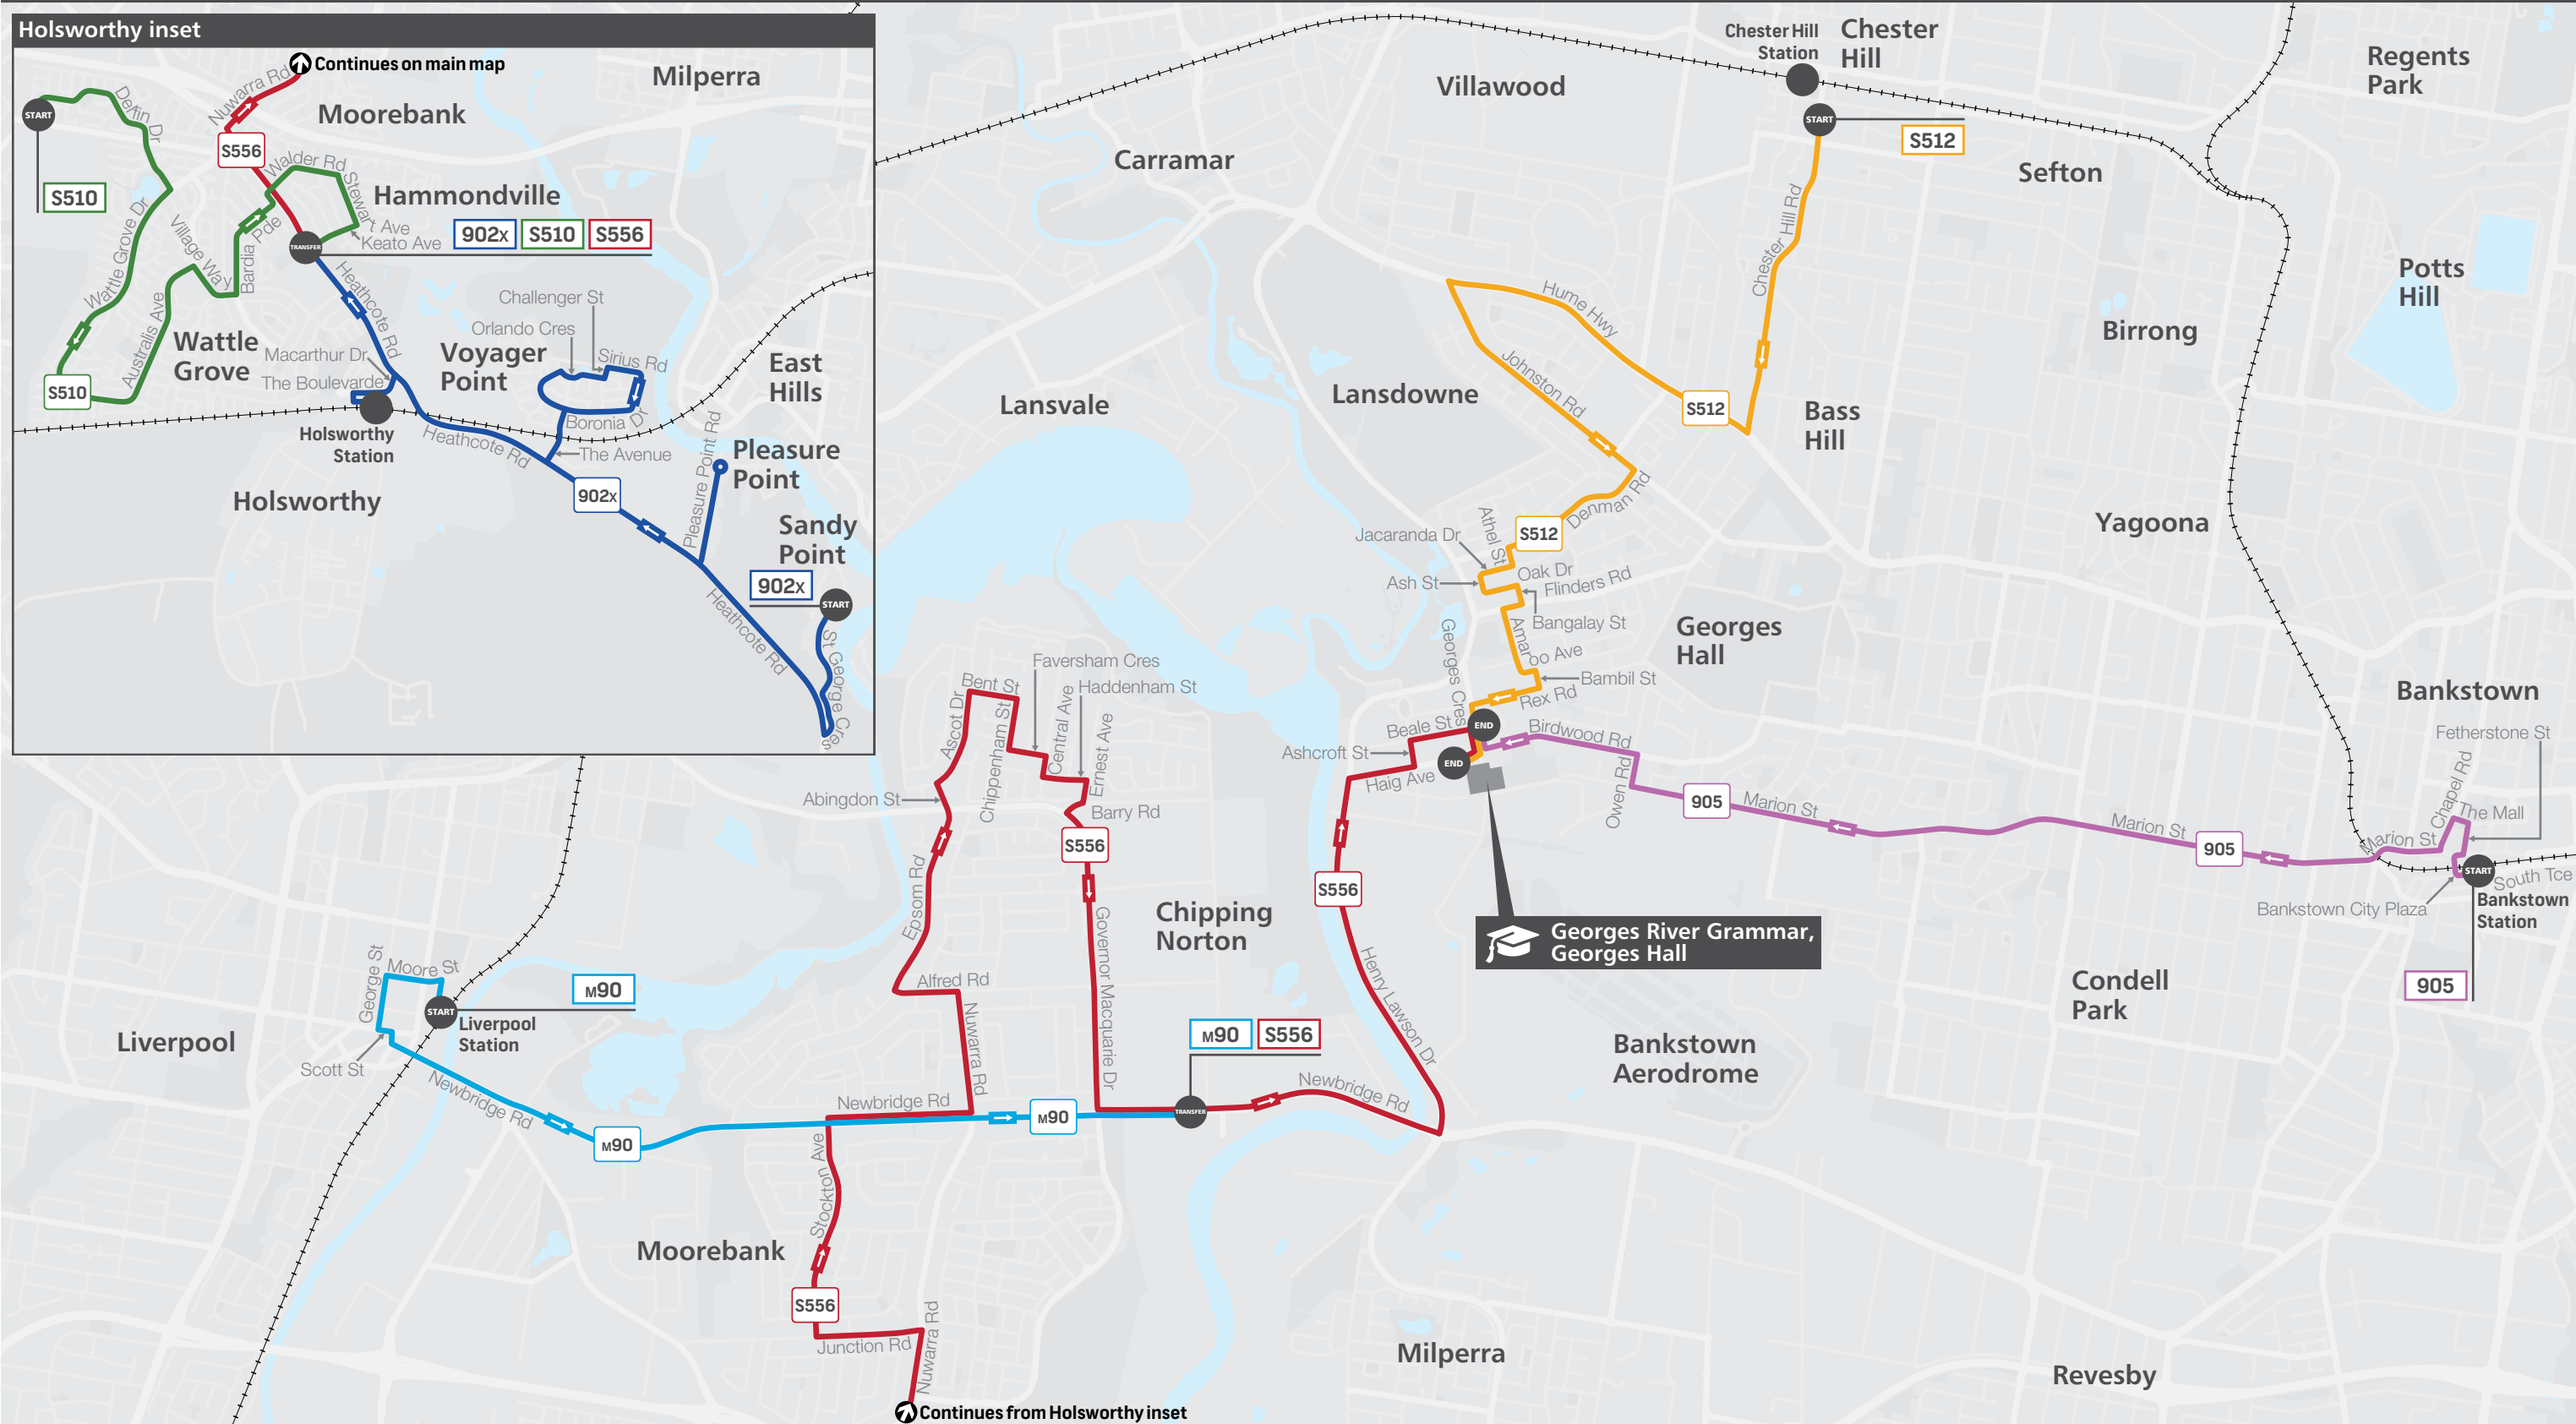 Holsworthy inset
Continues on main map
Milperra
Nuwarra Rd
Moorebank
Delfin Dr
START
S556
Walder Rd
Stewart Ave
Hammondville
S510
902X
S510
S556
TRANSFER
Keato Ave
Village Way
Bardia Pde
Wattle Grove Dr
Heathcote Rd
Australis Ave
Challenger St
Orlando Cres
Wattle
Grove
Macarthur Dr
The Boulevarde
Voyager
Point
Sirius Rd
East
Hills
S510
Boronia Dr
Heathcote Rd
The Avenue
Holsworthy
Station
Pleasure Point Rd
Pleasure
Point
Holsworthy
902X
Sandy
Point
902X
START
Heathcote Rd
St George Cres
Chester Hill
Station
Chester
Hill
START
S512
Regents
Park
Villawood
Carramar
Sefton
Chester Hill Rd
Potts
Hill
Hume Hwy
Birrong
Johnston Rd
Lansdowne
Lansvale
S512
Bass
Hill
Denman Rd
Yagoona
S512
Athel St
Jacaranda Dr
Ash St
Oak Dr
Flinders Rd
Bangalay St
Georges
Hall
Amaroo Ave
Georges Cres
Bambil St
Rex Rd
Bankstown
Faversham Cres
Haddenham St
Bent St
Ascot Dr
Chippenham St
Central Ave
Ernest Ave
Beale St
END
Birdwood Rd
Fetherstone St
Ashcroft St
END
Haig Ave
Owen Rd
Chapel Rd
Abingdon St
Barry Rd
905
Marion St
Marion St
The Mall
S556
905
Marion St
START
South Tce
Bankstown
Station
Bankstown City Plaza
Epsom Rd
S556
Chipping
Norton
Georges River Grammar,
Georges Hall
Governor Macquarie Dr
Henry Lawson Dr
905
Condell
Park
George St
Moore St
Alfred Rd
M90
START
Liverpool
Station
Liverpool
Nuwarra Rd
M90
S556
Bankstown
Aerodrome
Scott St
Newbridge Rd
Newbridge Rd
Newbridge Rd
TRANSFER
M90
M90
Stockton Ave
Moorebank
S556
Junction Rd
Nuwarra Rd
Milperra
Revesby
Continues from Holsworthy inset